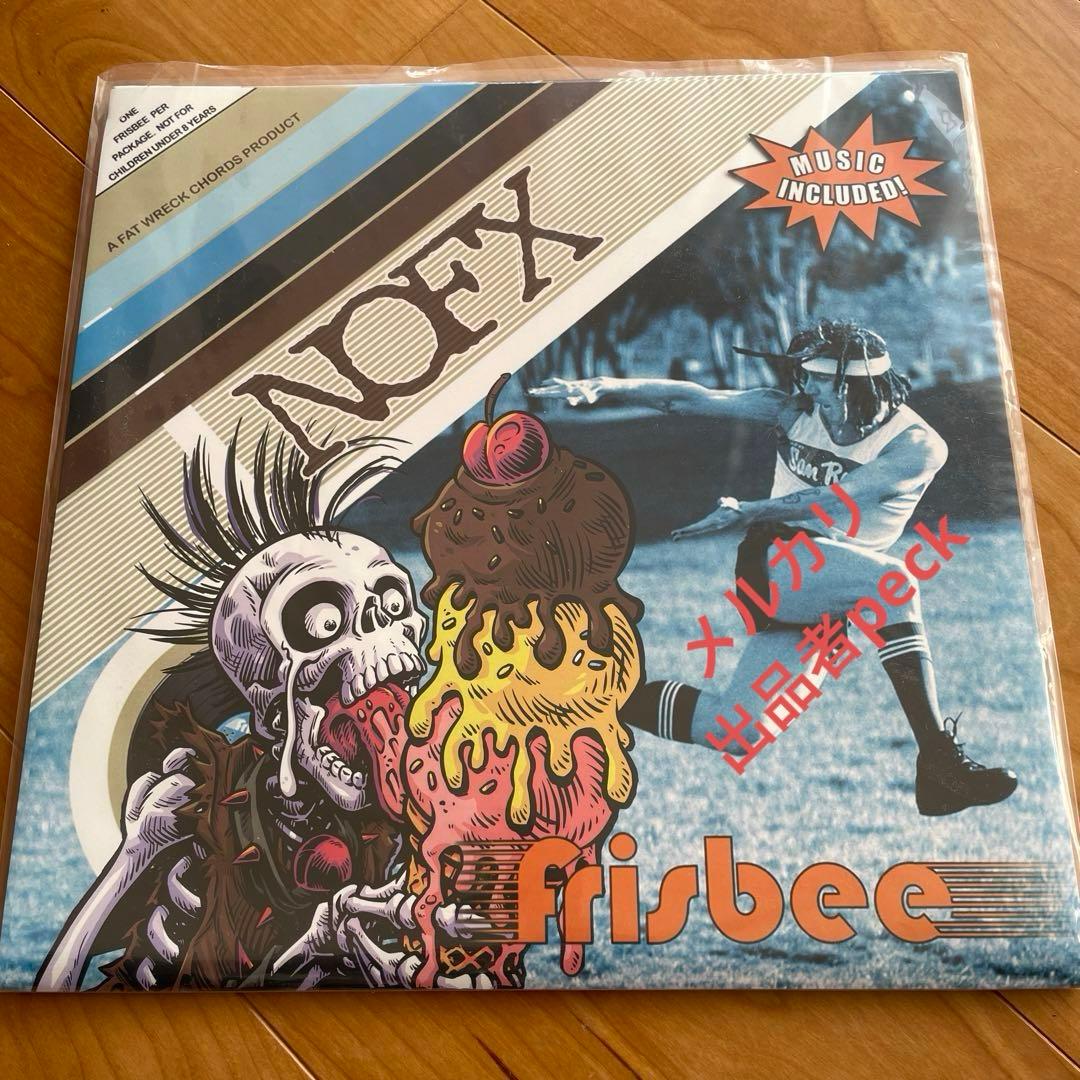 ONE
FRISBEE PER
PACKAGE. NOT FOR
CHILDREN UNDER 8 YEARS
A FAT WRECK CHORDS PRODUCT
MUSIC
INCLUDED!
NOFX
San R
メルカリ
出品者peck
frisbee